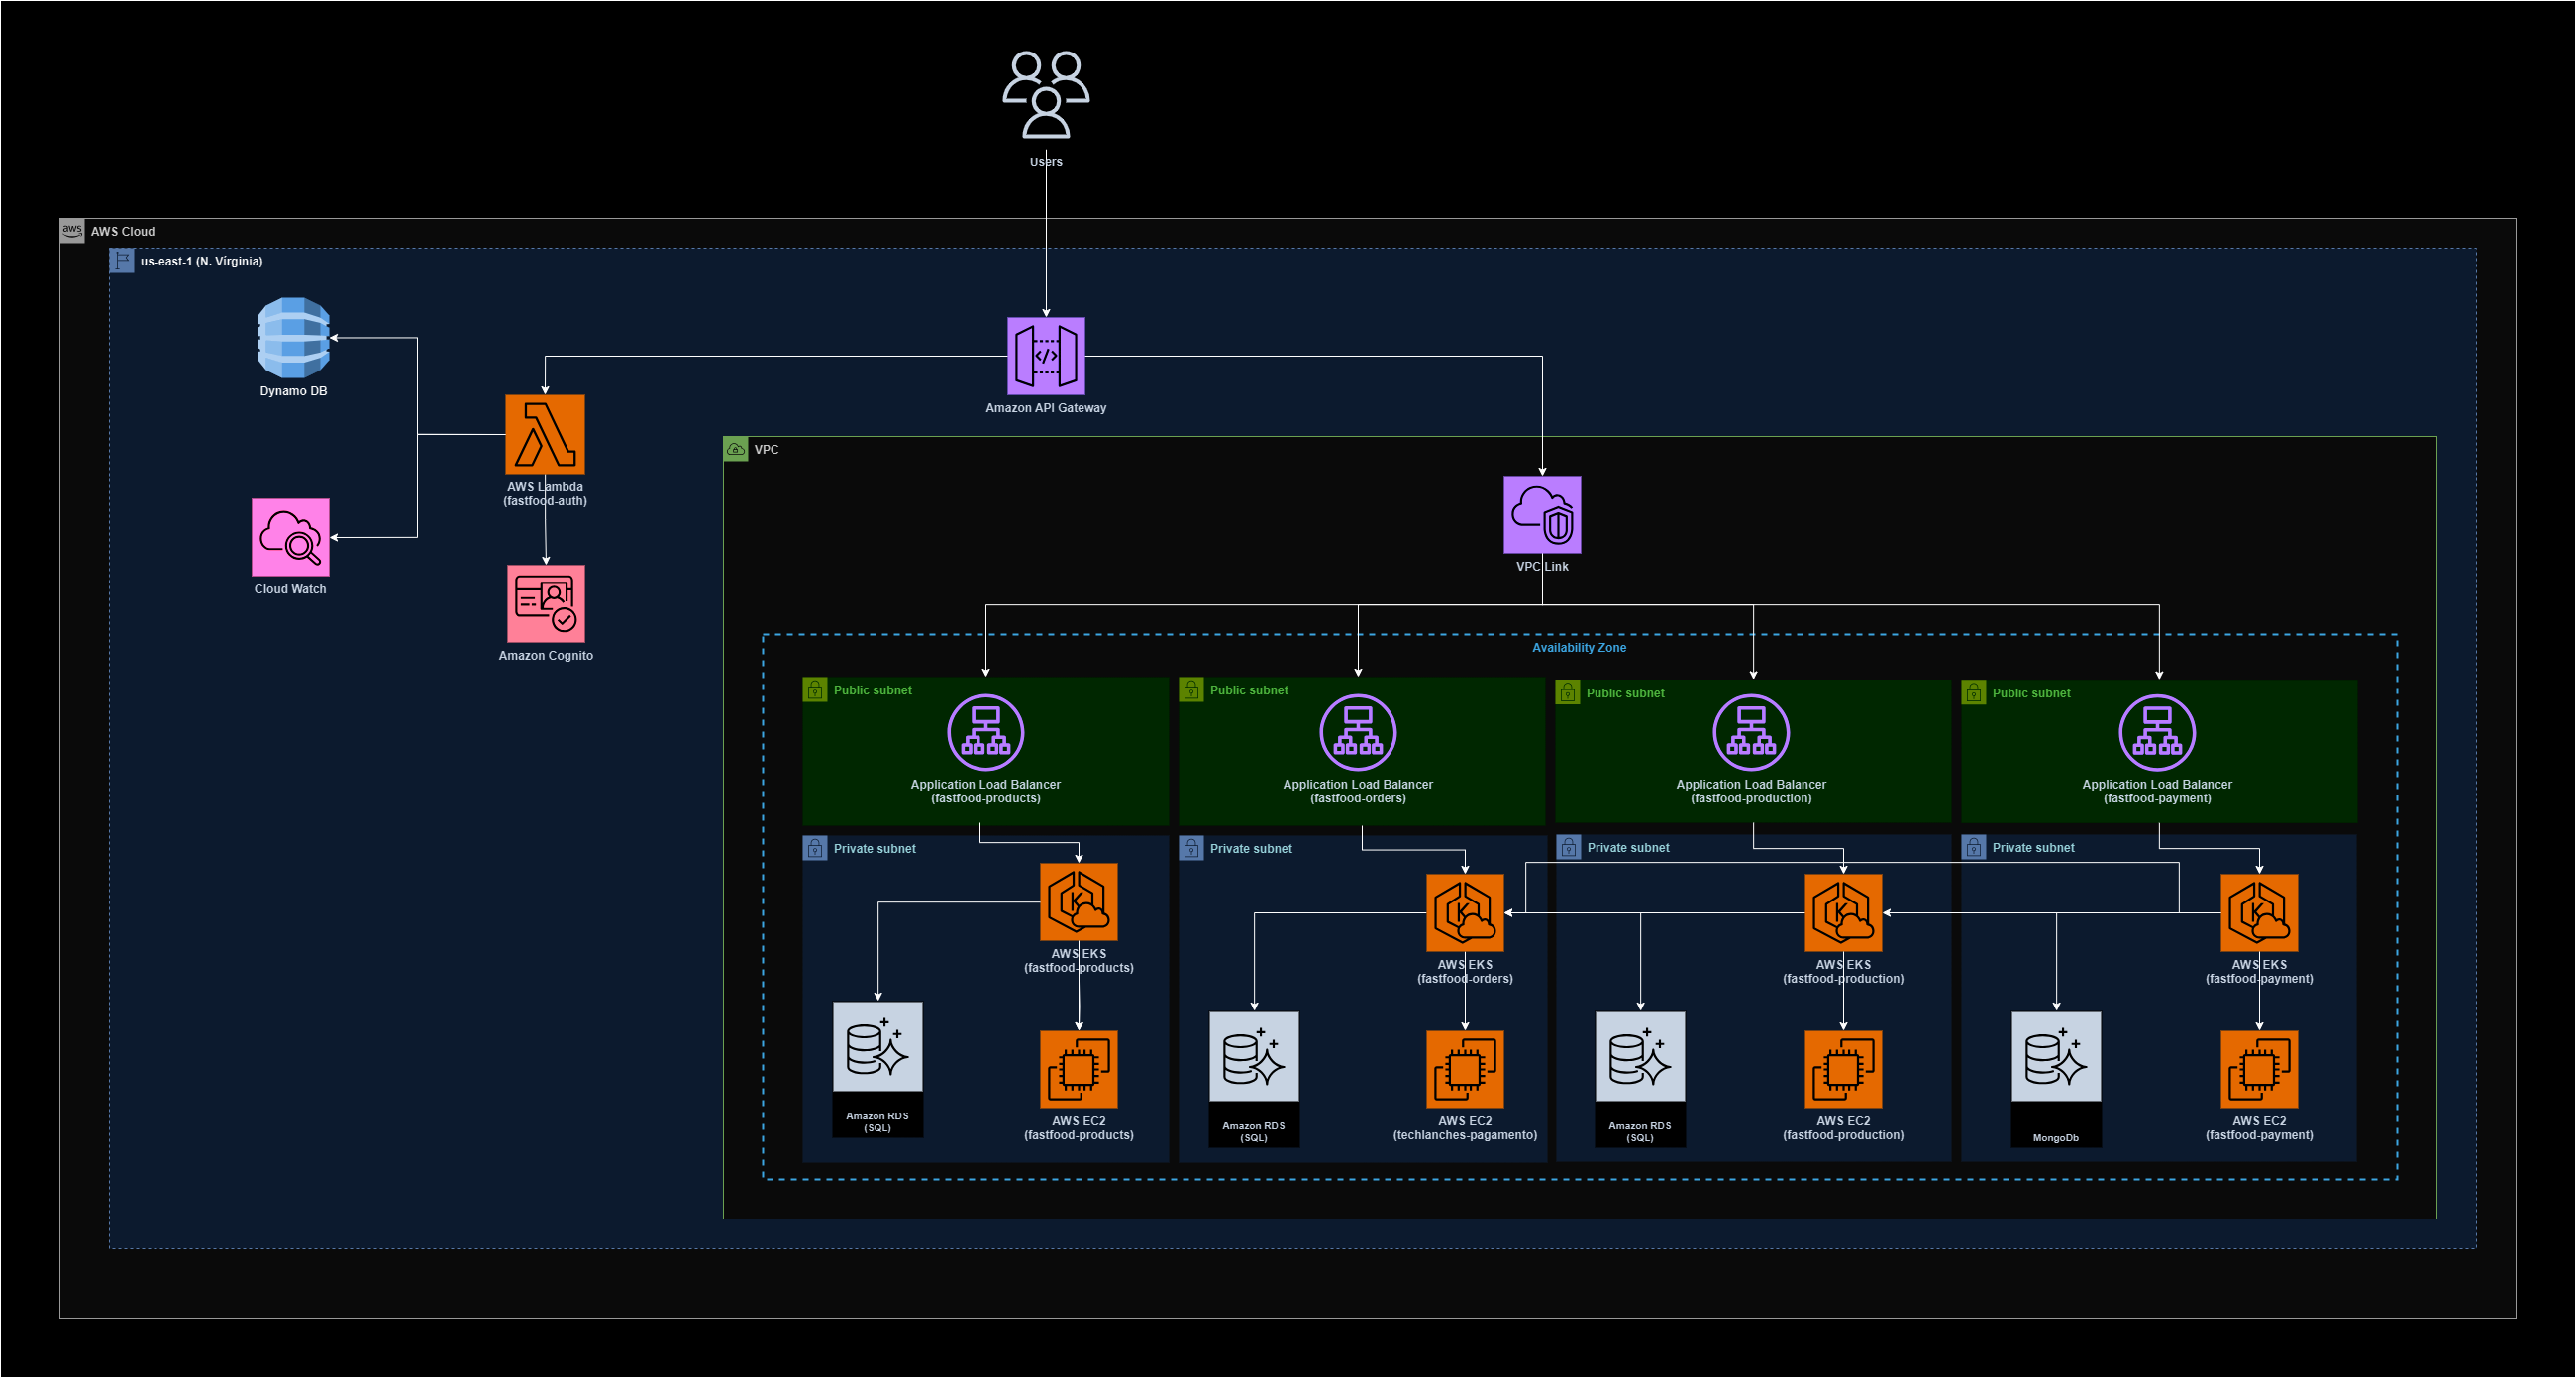 Users
aws
AWS Cloud
us-east-1 (N. Vírginia)
Dynamo DB
</>
Amazon API Gateway
AWS Lambda
(fastfood-auth)
Cloud Watch
Amazon Cognito
VPC
VPC Link
Availability Zone
Public subnet
Application Load Balancer
(fastfood-products)
Public subnet
Application Load Balancer
(fastfood-orders)
Public subnet
Application Load Balancer
(fastfood-production)
Public subnet
Application Load Balancer
(fastfood-payment)
Private subnet
K
AWS EKS
(fastfood-products)
Amazon RDS
(SQL)
AWS EC2
(fastfood-products)
Private subnet
K
AWS EKS
(fastfood-orders)
Amazon RDS
(SQL)
AWS EC2
(techlanches-pagamento)
Private subnet
K
AWS EKS
(fastfood-production)
Amazon RDS
(SQL)
AWS EC2
(fastfood-production)
Private subnet
K
AWS EKS
(fastfood-payment)
MongoDb
AWS EC2
(fastfood-payment)